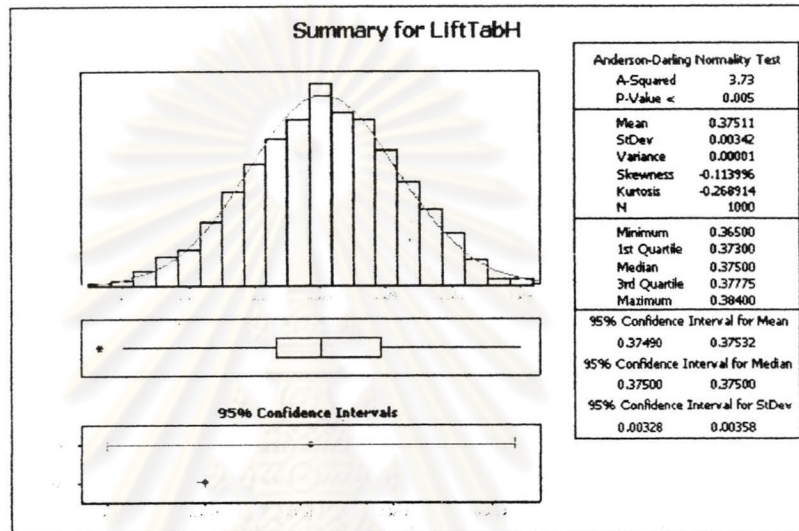 Summary for LiftTabH
Anderson-Darling Normality Test
A-Squared 3.73
P-Value < 0.005
Mean 0.37511
StDev 0.00342
Variance 0.00001
Skewness -0.113996
Kurtosis -0.268914
N 1000
Minimum 0.36500
1st Quartile 0.37300
Median 0.37500
3rd Quartile 0.37775
Maximum 0.38400
95% Confidence Interval for Mean
0.37490 0.37532
95% Confidence Interval for Median
0.37500 0.37500
95% Confidence Interval for StDev
0.00328 0.00358
95% Confidence Intervals